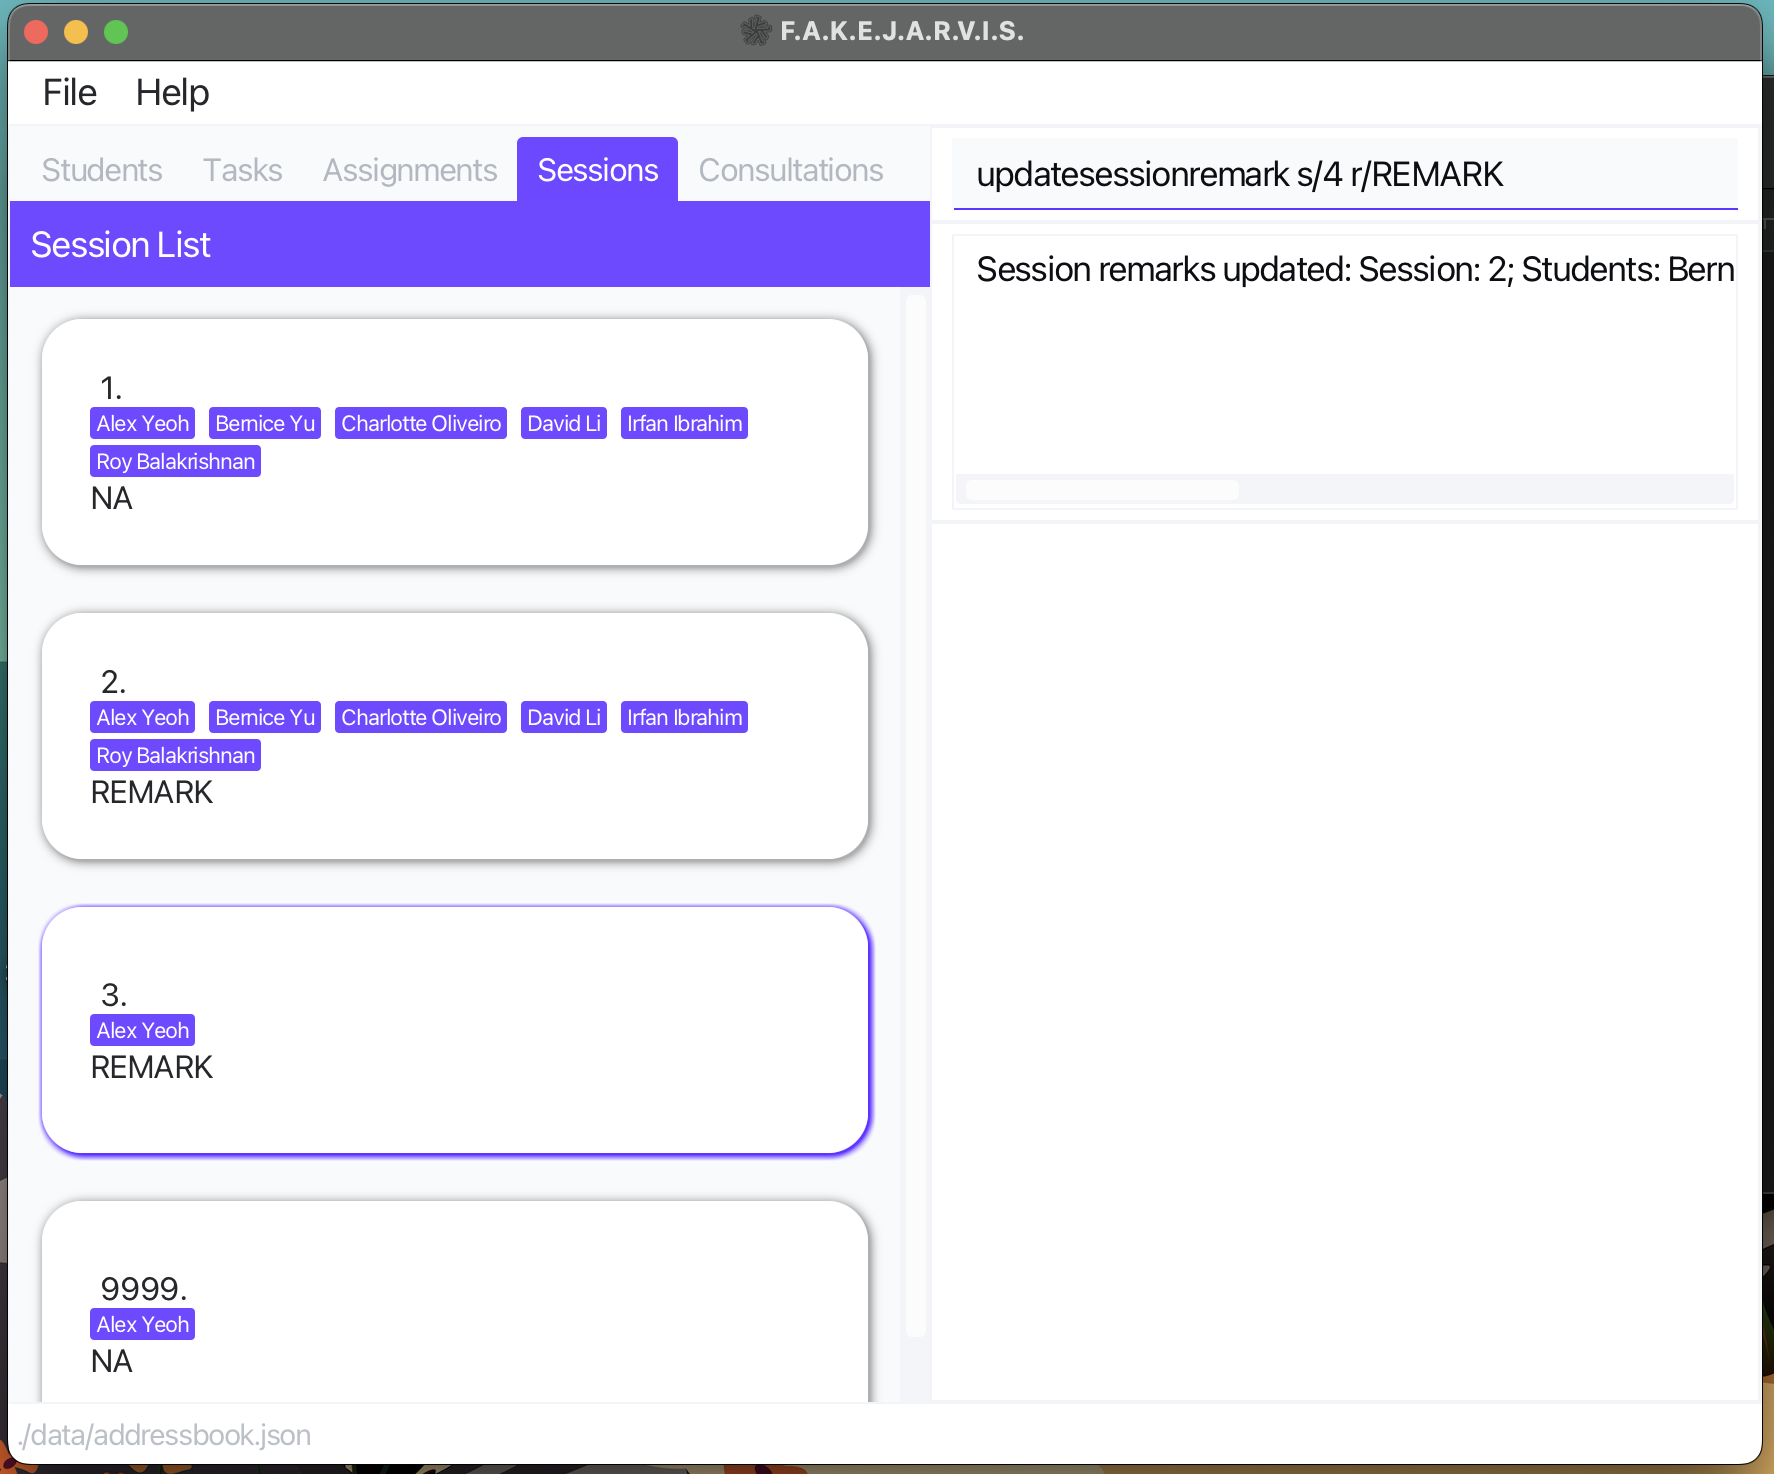 F.A.K.E.J.A.R.V.I.S.
File Help
Students Tasks Assignments Sessions Consultations
Session List
1.
Alex Yeoh Bernice Yu Charlotte Oliveiro David Li Irfan Ibrahim
Roy Balakrishnan
NA
2.
Alex Yeoh Bernice Yu Charlotte Oliveiro David Li Irfan Ibrahim
Roy Balakrishnan
REMARK
3.
Alex Yeoh
REMARK
9999.
Alex Yeoh
NA
updatesessionremark s/4 r/REMARK
Session remarks updated: Session: 2; Students: Bern
./data/addressbook.json